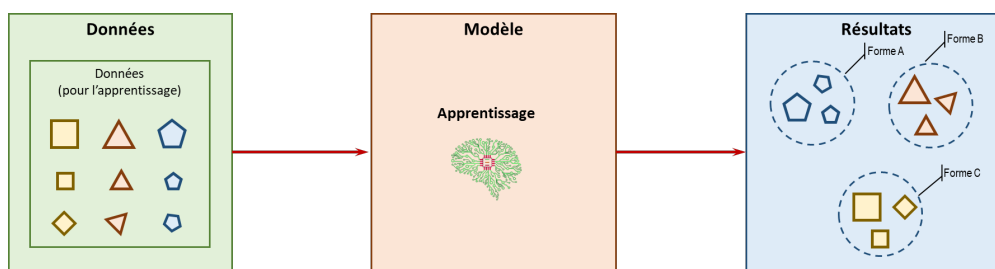 Données
Données
(pour l’apprentissage)
Modèle
Apprentissage
Résultats
Forme A
Forme B
Forme C